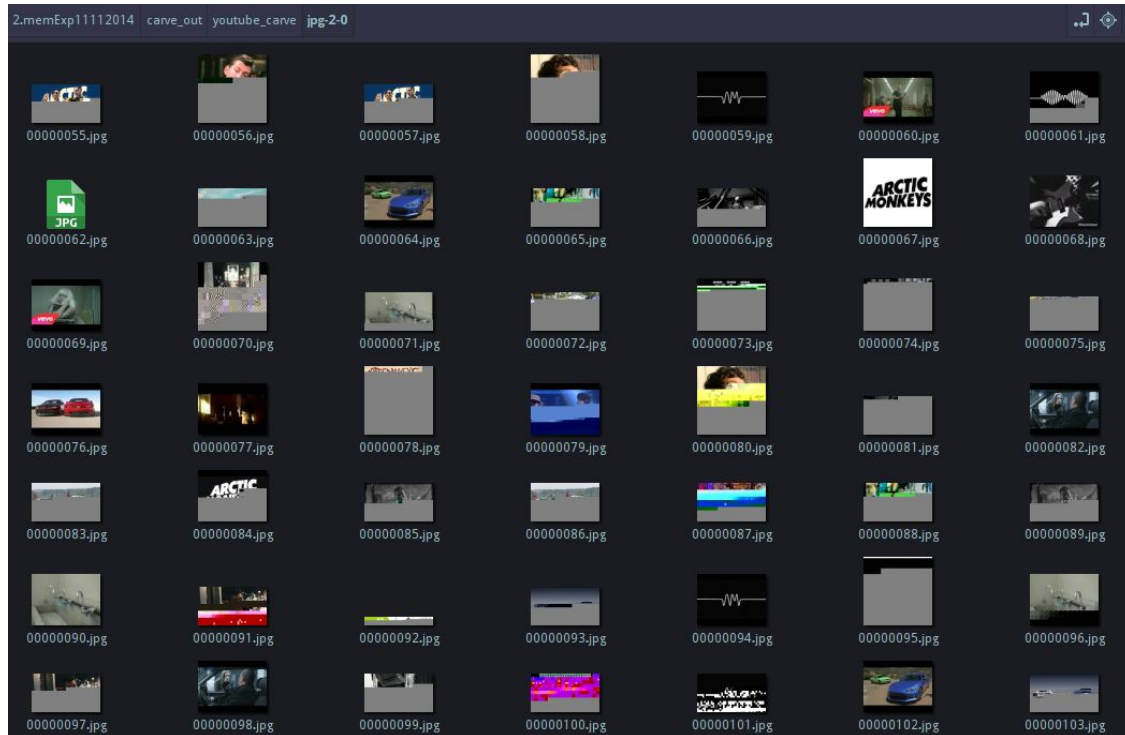 2.memExp11112014 carve_out youtube_carve jpg-2-0
00000055.jpg 00000056.jpg 00000057.jpg 00000058.jpg 00000059.jpg 00000060.jpg 00000061.jpg
vevo
JPG
ARCTIC
MONKEYS
00000062.jpg 00000063.jpg 00000064.jpg 00000065.jpg 00000066.jpg 00000067.jpg 00000068.jpg
vevo
00000069.jpg 00000070.jpg 00000071.jpg 00000072.jpg 00000073.jpg 00000074.jpg 00000075.jpg
00000076.jpg 00000077.jpg 00000078.jpg 00000079.jpg 00000080.jpg 00000081.jpg 00000082.jpg
ARCTIC
00000083.jpg 00000084.jpg 00000085.jpg 00000086.jpg 00000087.jpg 00000088.jpg 00000089.jpg
00000090.jpg 00000091.jpg 00000092.jpg 00000093.jpg 00000094.jpg 00000095.jpg 00000096.jpg
00000097.jpg 00000098.jpg 00000099.jpg 00000100.jpg 00000101.jpg 00000102.jpg 00000103.jpg